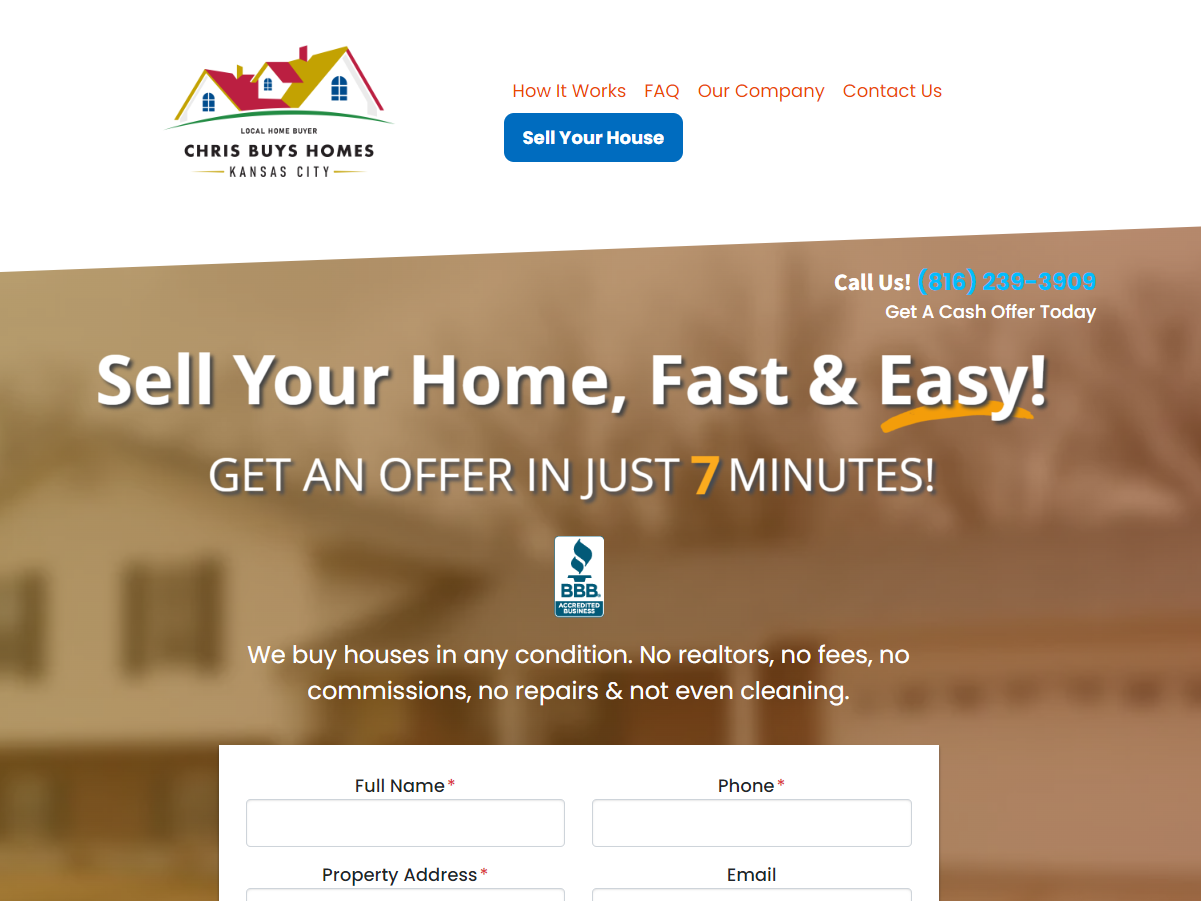 LOCAL HOME BUYER
CHRIS BUYS HOMES
KANSAS CITY
How It Works FAQ Our Company Contact Us
Sell Your House
Call Us! (816) 239-3909
Get A Cash Offer Today
Sell Your Home, Fast & Easy!
GET AN OFFER IN JUST 7 MINUTES!
BBB
ACCREDITED
BUSINESS
We buy houses in any condition. No realtors, no fees, no
commissions, no repairs & not even cleaning.
Full Name* Phone*
Property Address* Email